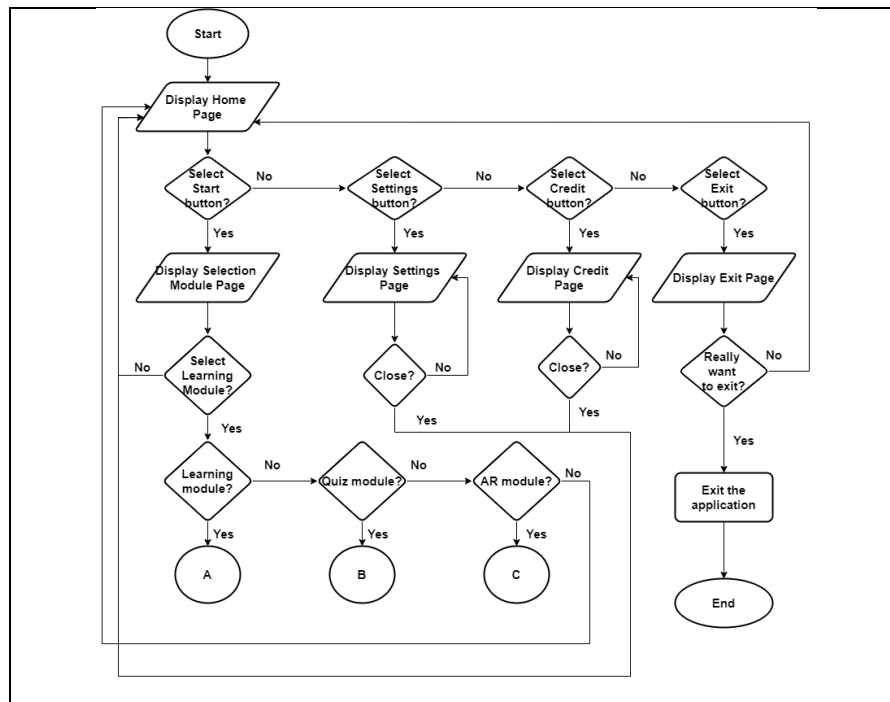 Start
Display Home
Page
Select
Start
button?
No
Select
Settings
button?
No
Select
Credit
button?
No
Select
Exit
button?
Yes
Yes
Yes
Yes
Display Selection
Module Page
Display Settings
Page
Display Credit
Page
Display Exit Page
No
Select
Learning
Module?
Close?
No
Close?
No
Really
want
to exit?
No
Yes
Yes
Yes
Yes
Learning
module?
No
Quiz module?
No
AR module?
No
Exit the
application
Yes
Yes
Yes
A
B
C
End